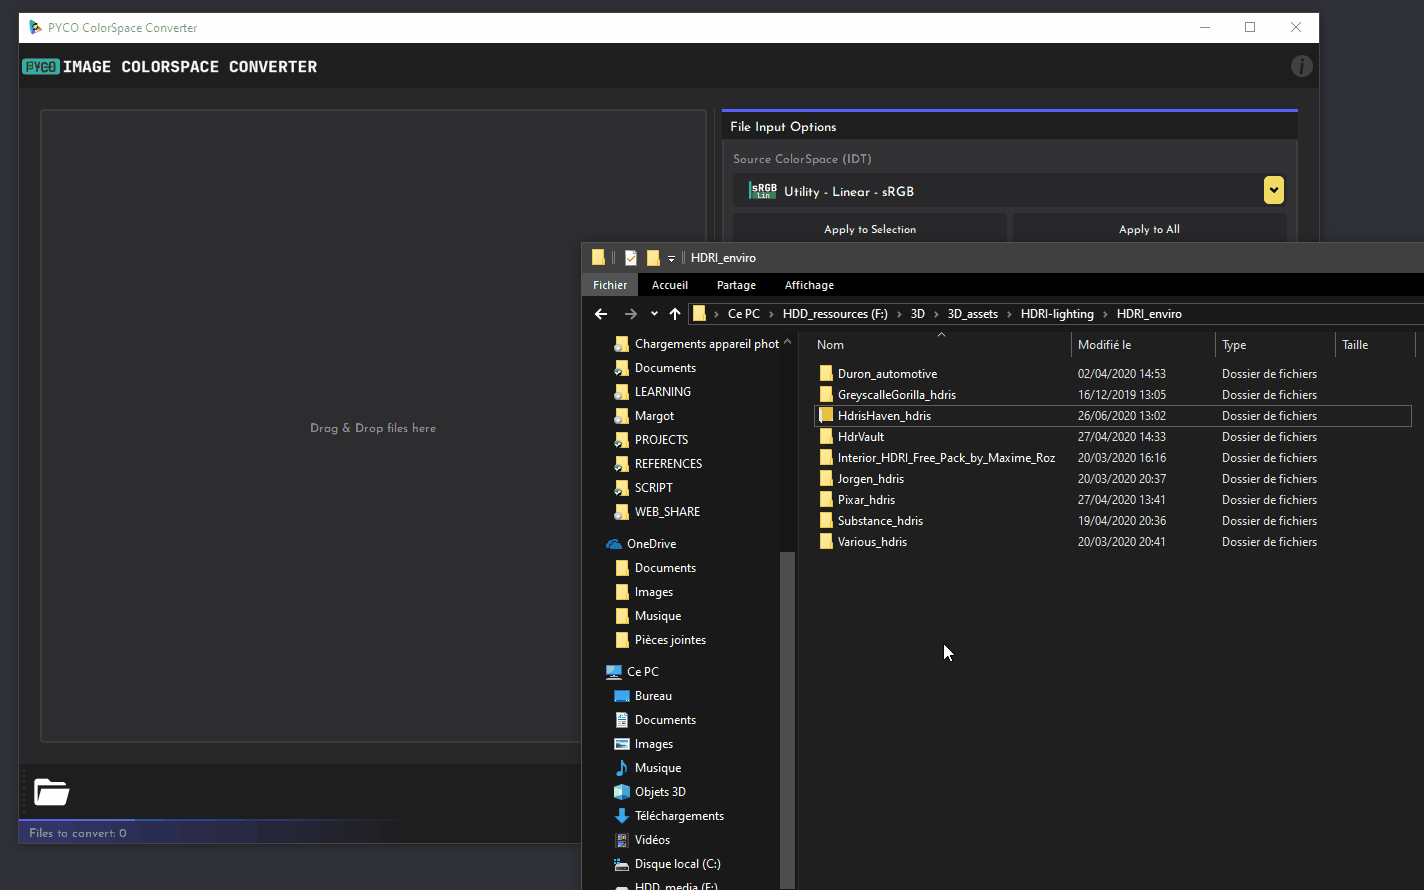 PYCO ColorSpace Converter
PYCO IMAGE COLORSPACE CONVERTER
i
Drag & Drop files here
File Input Options
Source ColorSpace (IDT)
sRGB lin Utility - Linear - sRGB
Apply to Selection Apply to All
Files to convert: 0
HDRI_enviro
Fichier Accueil Partage Affichage
Ce PC › HDD_ressources (F:) › 3D › 3D_assets › HDRI-lighting › HDRI_enviro
Chargements appareil phot
Documents
LEARNING
Margot
PROJECTS
REFERENCES
SCRIPT
WEB_SHARE
OneDrive
Documents
Images
Musique
Pièces jointes
Ce PC
Bureau
Documents
Images
Musique
Objets 3D
Téléchargements
Vidéos
Disque local (C:)
HDD_media (E:)
Nom Modifié le Type Taille
Duron_automotive 02/04/2020 14:53 Dossier de fichiers
GreyscalleGorilla_hdris 16/12/2019 13:05 Dossier de fichiers
HdrisHaven_hdris 26/06/2020 13:02 Dossier de fichiers
HdrVault 27/04/2020 14:33 Dossier de fichiers
Interior_HDRI_Free_Pack_by_Maxime_Roz 20/03/2020 16:16 Dossier de fichiers
Jorgen_hdris 20/03/2020 20:37 Dossier de fichiers
Pixar_hdris 27/04/2020 13:41 Dossier de fichiers
Substance_hdris 19/04/2020 20:36 Dossier de fichiers
Various_hdris 20/03/2020 20:41 Dossier de fichiers